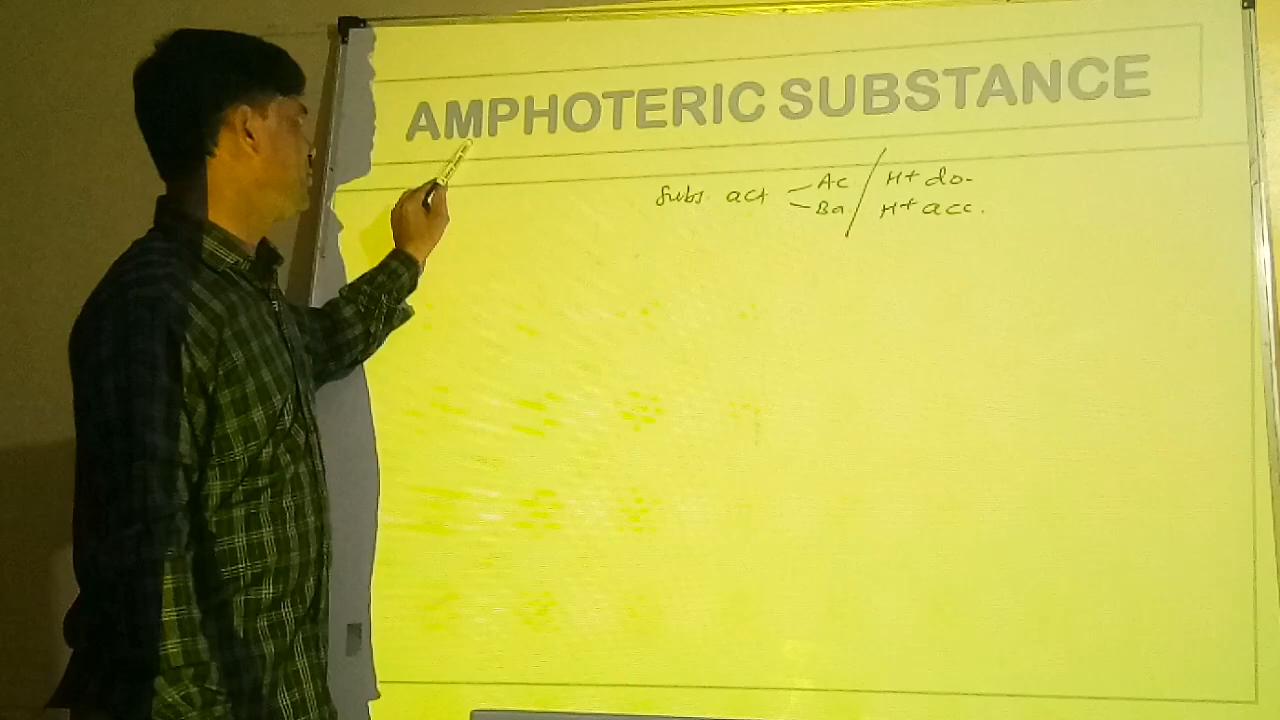 AMPHOTERIC SUBSTANCE
Subs. act - Ac / H+ do-
- Ba / H+ acc.